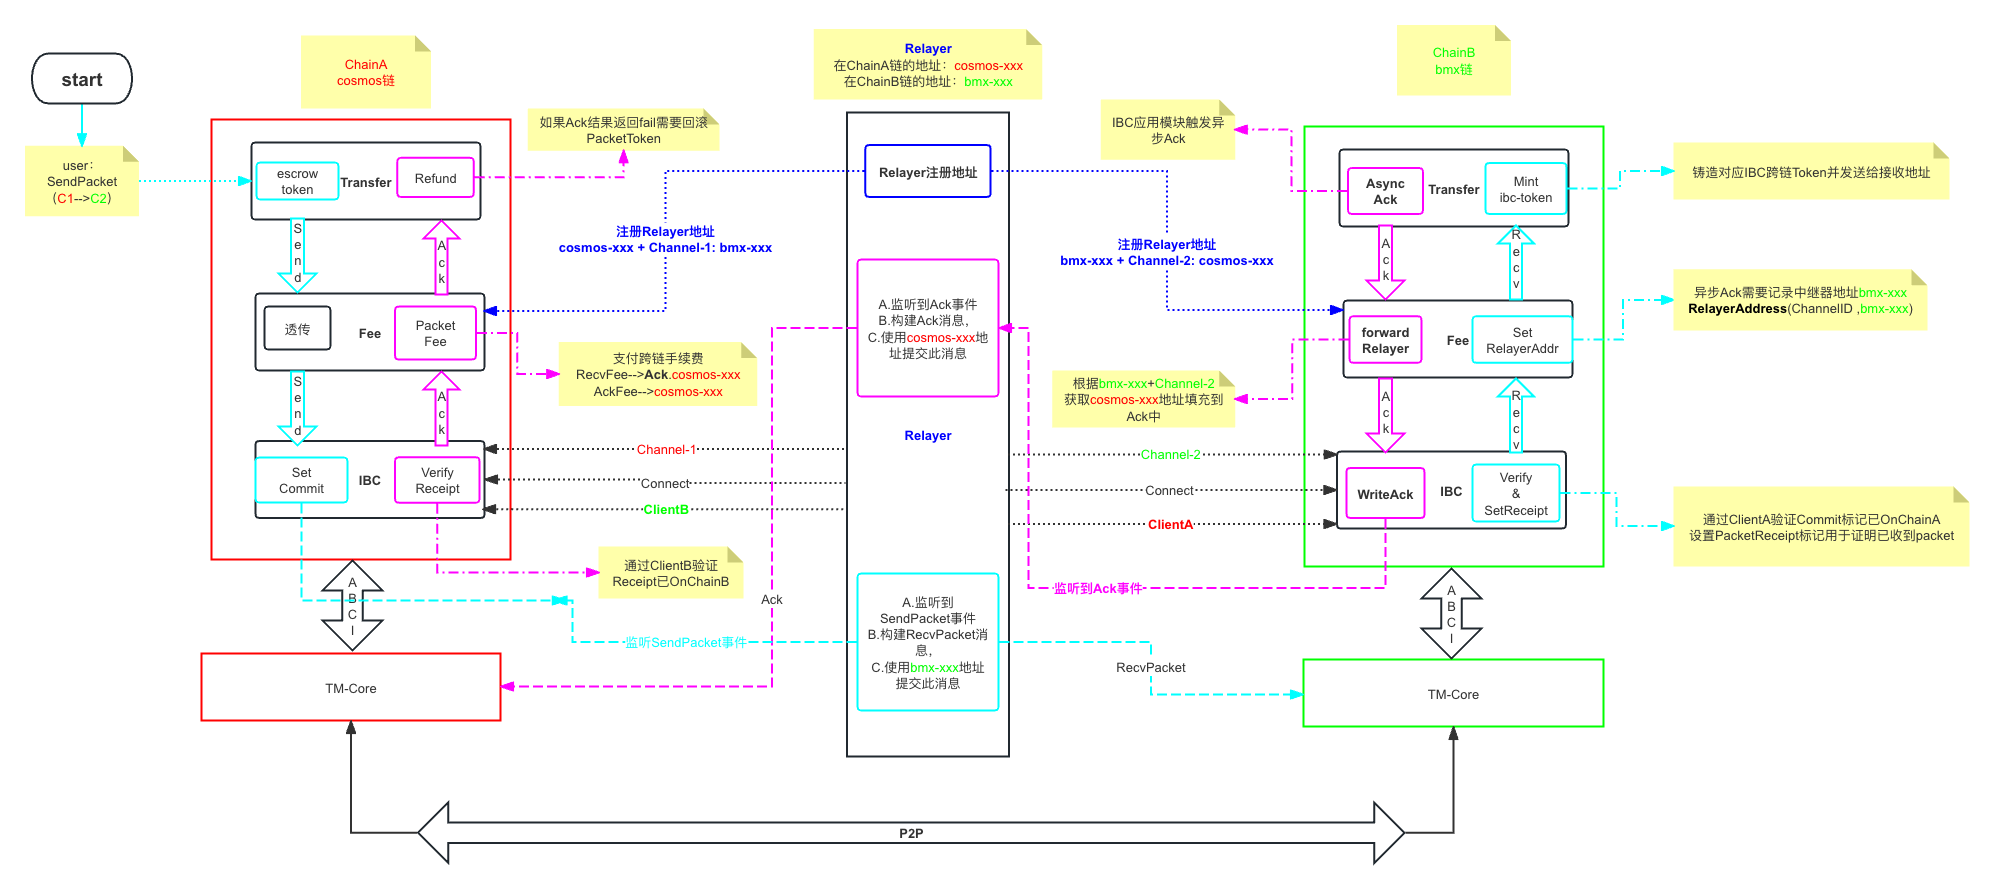 start
user:
SendPacket
(C1-->C2)
ChainA
cosmos链
如果Ack结果返回fail需要回滚
PacketToken
escrow
token
Transfer
Refund
Send
Ack
透传
Fee
Packet
Fee
Send
Ack
Set
Commit
IBC
Verify
Receipt
ABCI
TM-Core
注册Relayer地址
cosmos-xxx + Channel-1: bmx-xxx
支付跨链手续费
RecvFee-->Ack.cosmos-xxx
AckFee-->cosmos-xxx
Channel-1
Connect
ClientB
通过ClientB验证
Receipt已OnChainB
Ack
监听SendPacket事件
Relayer
在ChainA链的地址：cosmos-xxx
在ChainB链的地址：bmx-xxx
Relayer注册地址
A.监听到Ack事件
B.构建Ack消息，
C.使用cosmos-xxx地
址提交此消息
Relayer
A.监听到
SendPacket事件
B.构建RecvPacket消
息，
C.使用bmx-xxx地址
提交此消息
P2P
IBC应用模块触发异
步Ack
注册Relayer地址
bmx-xxx + Channel-2: cosmos-xxx
根据bmx-xxx+Channel-2
获取cosmos-xxx地址填充到
Ack中
Channel-2
Connect
ClientA
监听到Ack事件
RecvPacket
ChainB
bmx链
Async
Ack
Transfer
Mint
ibc-token
Ack
Recv
forward
Relayer
Fee
Set
RelayerAddr
Ack
Recv
WriteAck
IBC
Verify
&
SetReceipt
ABCI
TM-Core
铸造对应IBC跨链Token并发送给接收地址
异步Ack需要记录中继器地址bmx-xxx
RelayerAddress(ChannelID ,bmx-xxx)
通过ClientA验证Commit标记已OnChainA
设置PacketReceipt标记用于证明已收到packet